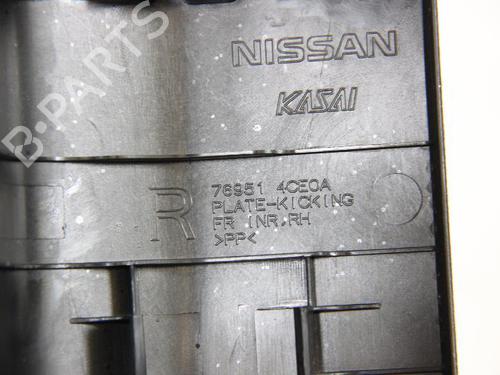 B-PARTS
NISSAN
KASAI
R
76951 4CE0A
PLATE-KICKING
FR INR,RH
>PP<